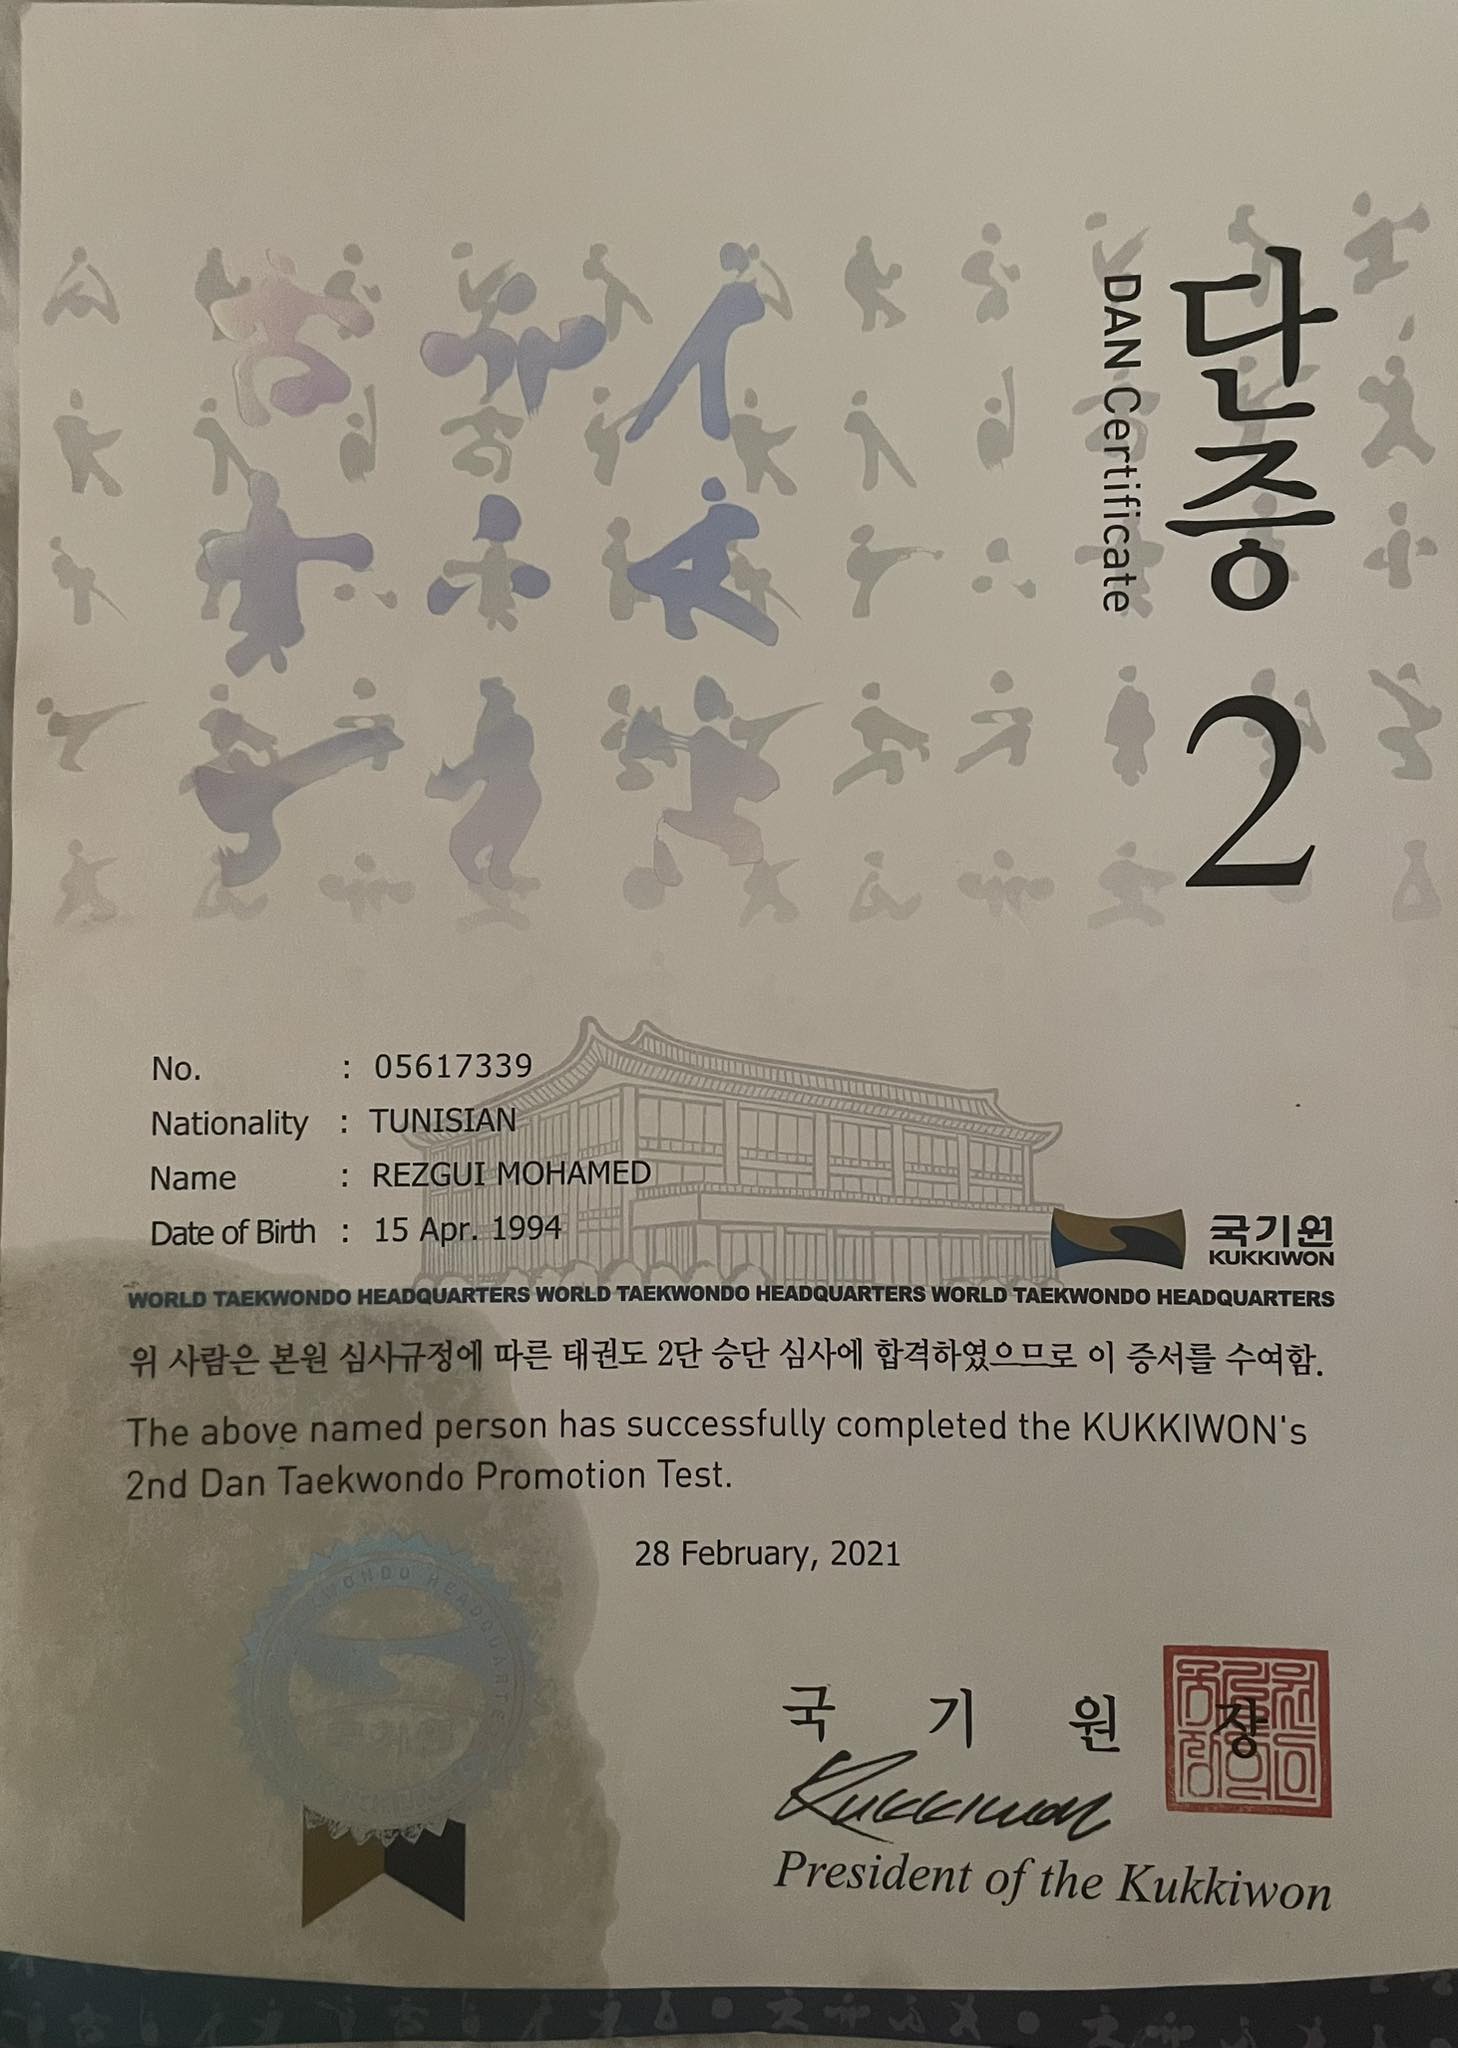 단증 2
DAN Certificate
No. : 05617339
Nationality : TUNISIAN
Name : REZGUI MOHAMED
Date of Birth : 15 Apr. 1994
국기원
KUKKIWON
WORLD TAEKWONDO HEADQUARTERS WORLD TAEKWONDO HEADQUARTERS WORLD TAEKWONDO HEADQUARTERS
위 사람은 본원 심사규정에 따른 태권도 2단 승단 심사에 합격하였으므로 이 증서를 수여함.
The above named person has successfully completed the KUKKIWON's
2nd Dan Taekwondo Promotion Test.
28 February, 2021
국 기 원 장
Kukkiwon
President of the Kukkiwon